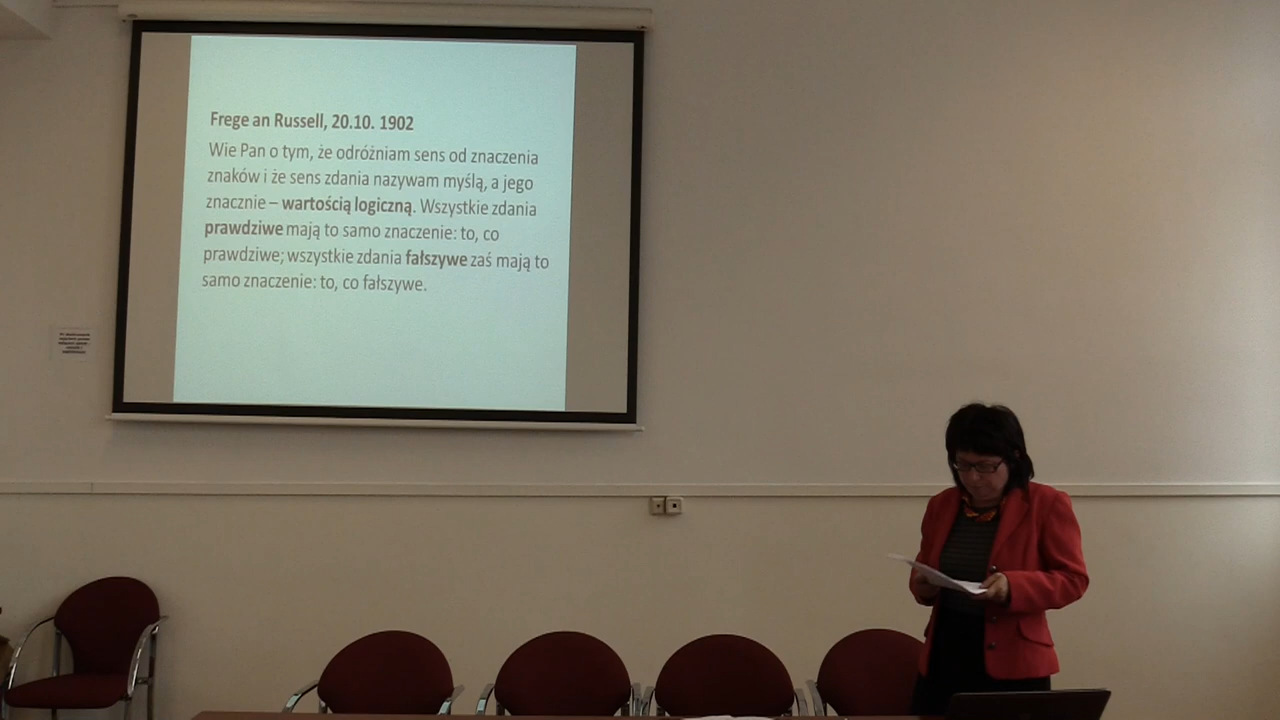 Frege an Russell, 20.10. 1902
Wie Pan o tym, że odróżniam sens od znaczenia
znaków i że sens zdania nazywam myślą, a jego
znacznie – wartością logiczną. Wszystkie zdania
prawdziwe mają to samo znaczenie: to, co
prawdziwe; wszystkie zdania fałszywe zaś mają to
samo znaczenie: to, co fałszywe.